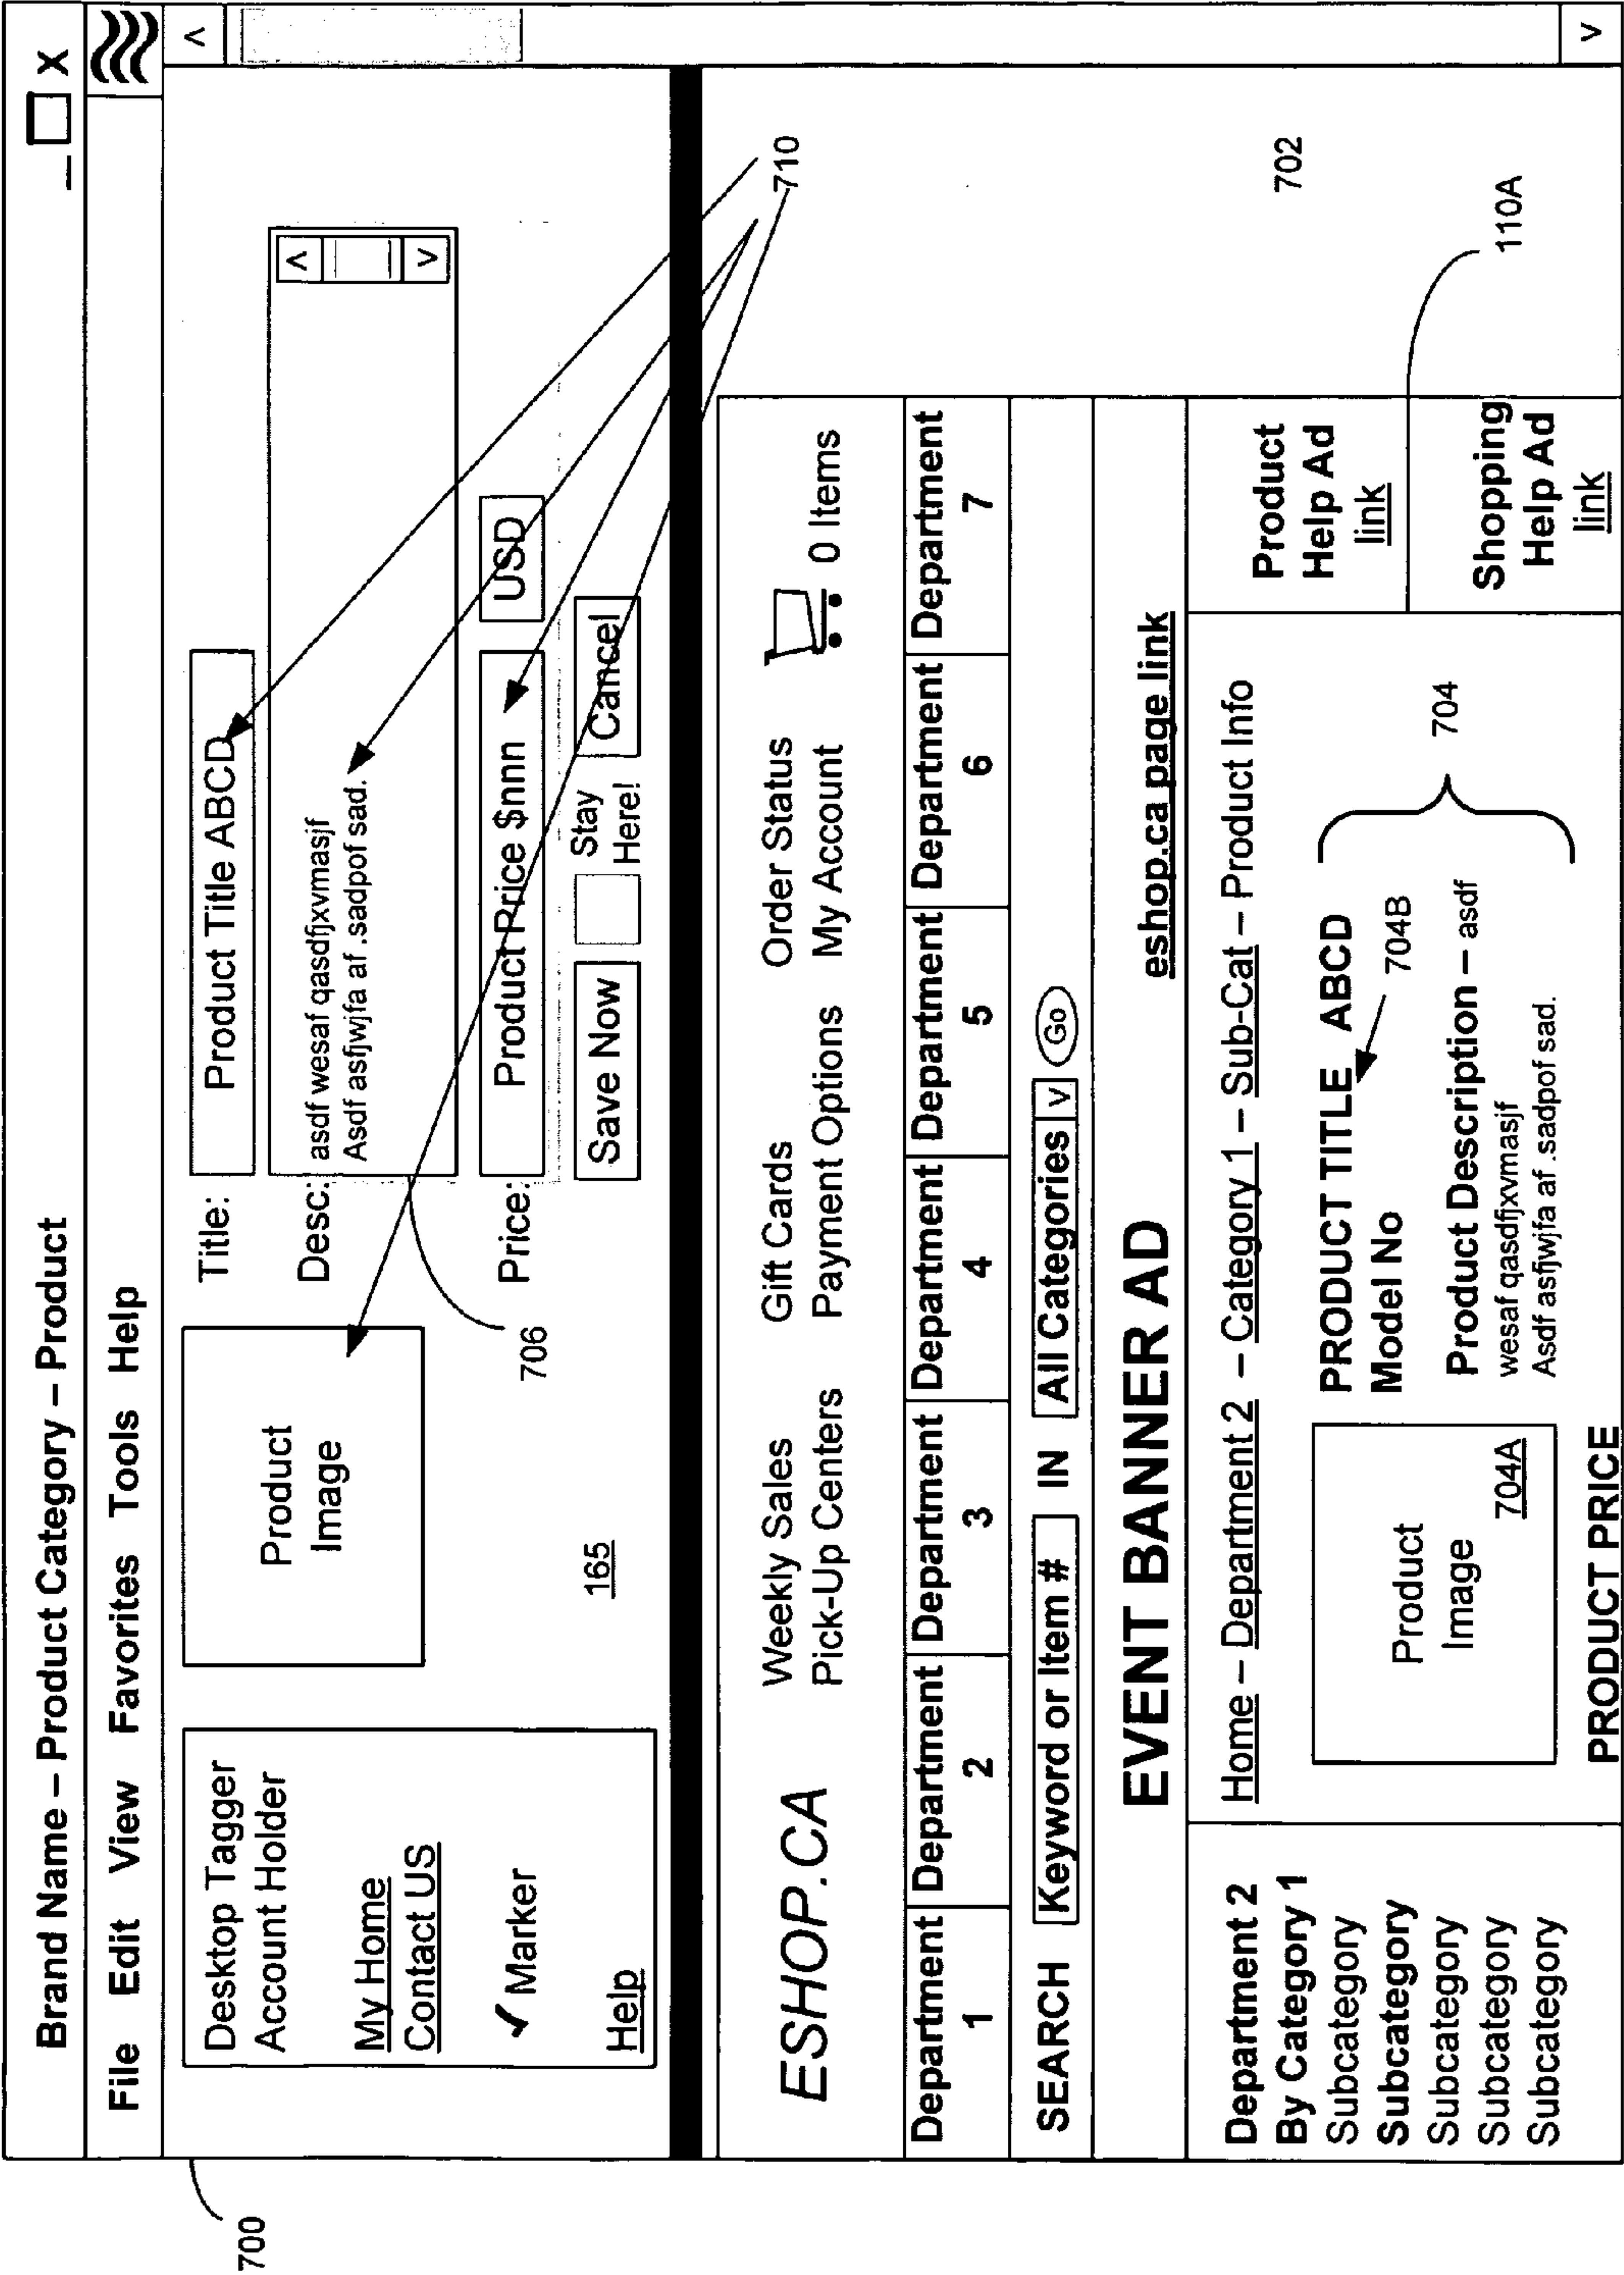 Brand Name – Product Category – Product
_ X
File Edit View Favorites Tools Help
700
Desktop Tagger
Account Holder
My Home
Contact US
✓ Marker
Help
Product
Image
165
Title:
Product Title ABCD
Desc:
asdf wesaf qasdfjxvmasjf
Asdf asfjwjfa af .sadpof sad.
706
Price:
Product Price $nnn
USD
Save Now
Stay
Here!
Cancel
^
v
^
v
710
702
110A
ESHOP.CA
Weekly Sales Gift Cards Order Status
Pick-Up Centers Payment Options My Account
0 Items
Department Department Department Department Department Department Department
1 2 3 4 5 6 7
SEARCH Keyword or Item # IN All Categories v Go
EVENT BANNER AD
eshop.ca page link
Department 2
By Category 1
Subcategory
Subcategory
Subcategory
Subcategory
Subcategory
Home – Department 2 – Category 1 – Sub-Cat – Product Info
Product
Image
704A
PRODUCT PRICE
PRODUCT TITLE ABCD
Model No
704B
Product Description – asdf
wesaf qasdfjxvmasjf
Asdf asfjwjfa af .sadpof sad.
704
Product
Help Ad
link
Shopping
Help Ad
link